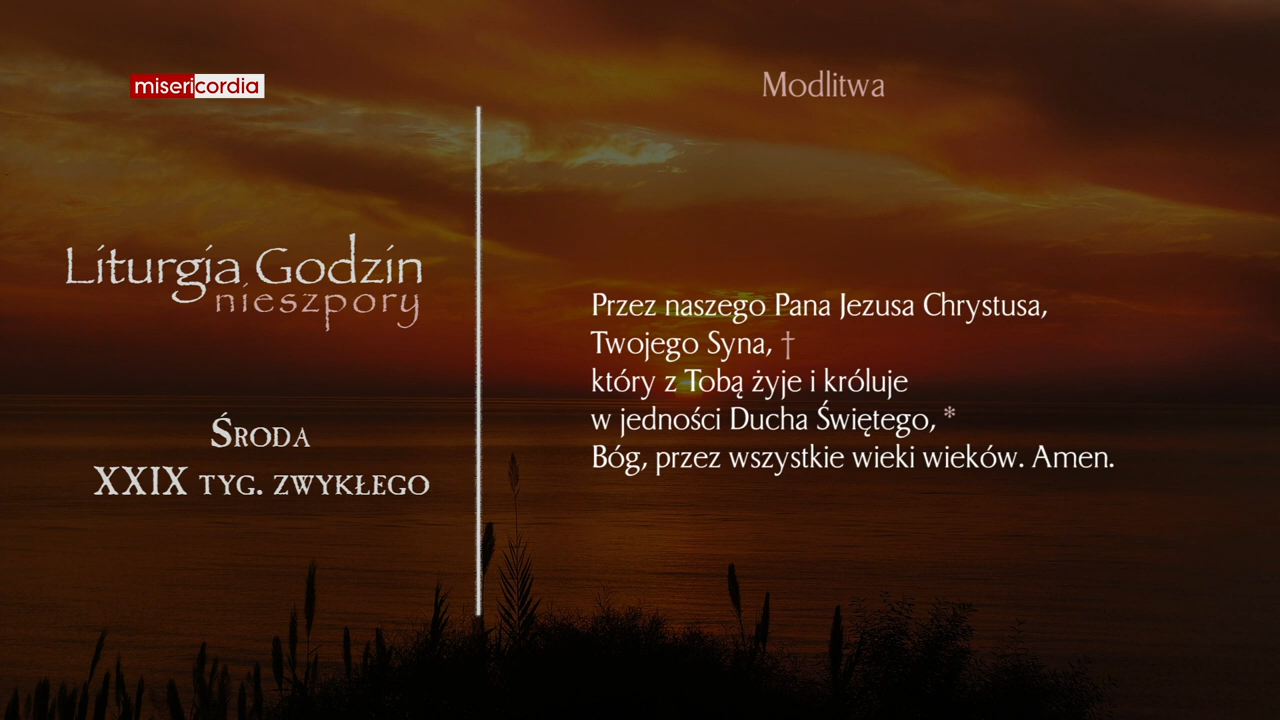 misericordia
Modlitwa
Liturgia Godzin
nieszpory
Środa
XXIX tyg. zwykłego
Przez naszego Pana Jezusa Chrystusa,
Twojego Syna, †
który z Tobą żyje i króluje
w jedności Ducha Świętego, *
Bóg, przez wszystkie wieki wieków. Amen.